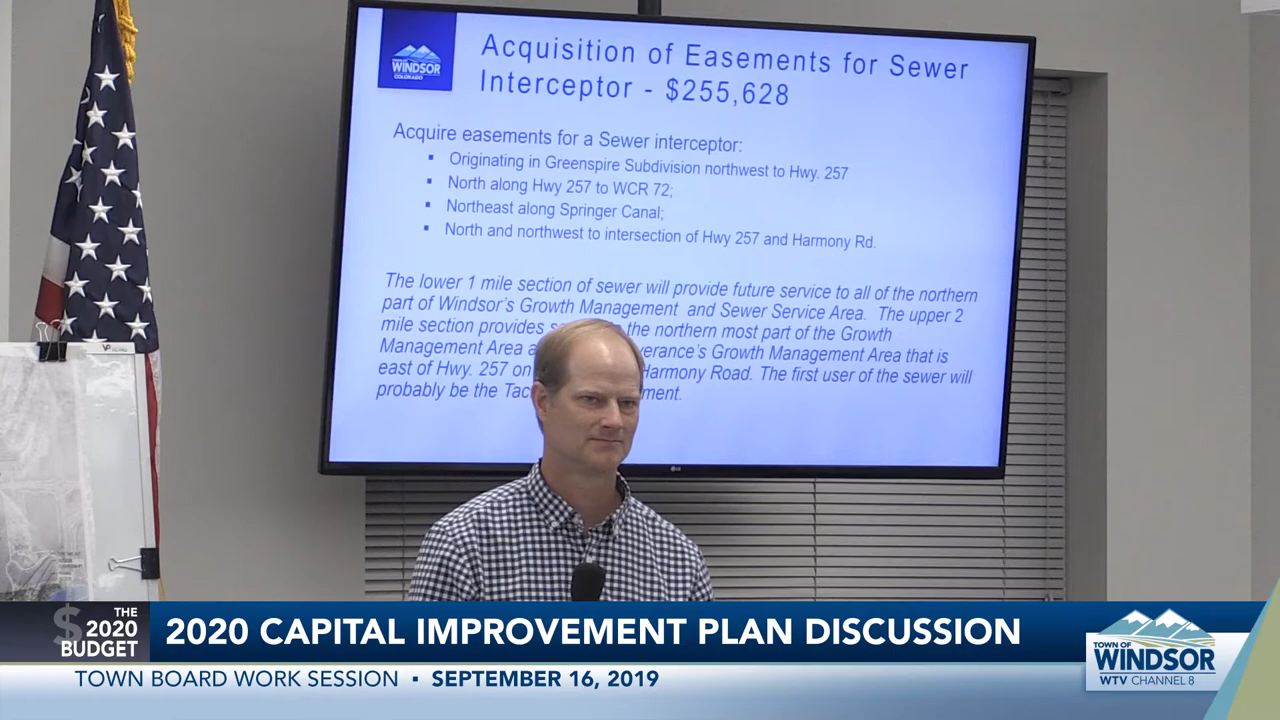 TOWN OF
WINDSOR
COLORADO
Acquisition of Easements for Sewer
Interceptor - $255,628
Acquire easements for a Sewer interceptor:
▪ Originating in Greenspire Subdivision northwest to Hwy. 257
▪ North along Hwy 257 to WCR 72;
▪ Northeast along Springer Canal;
▪ North and northwest to intersection of Hwy 257 and Harmony Rd.
The lower 1 mile section of sewer will provide future service to all of the northern
part of Windsor's Growth Management and Sewer Service Area. The upper 2
mile section provides the northern most part of the Growth
Management Area Growth Management Area that is
east of Hwy. 257 on Harmony Road. The first user of the sewer will
probably be the
LG
$ THE
2020
BUDGET
2020 CAPITAL IMPROVEMENT PLAN DISCUSSION
TOWN BOARD WORK SESSION ▪ SEPTEMBER 16, 2019
TOWN OF
WINDSOR
WTV CHANNEL 8